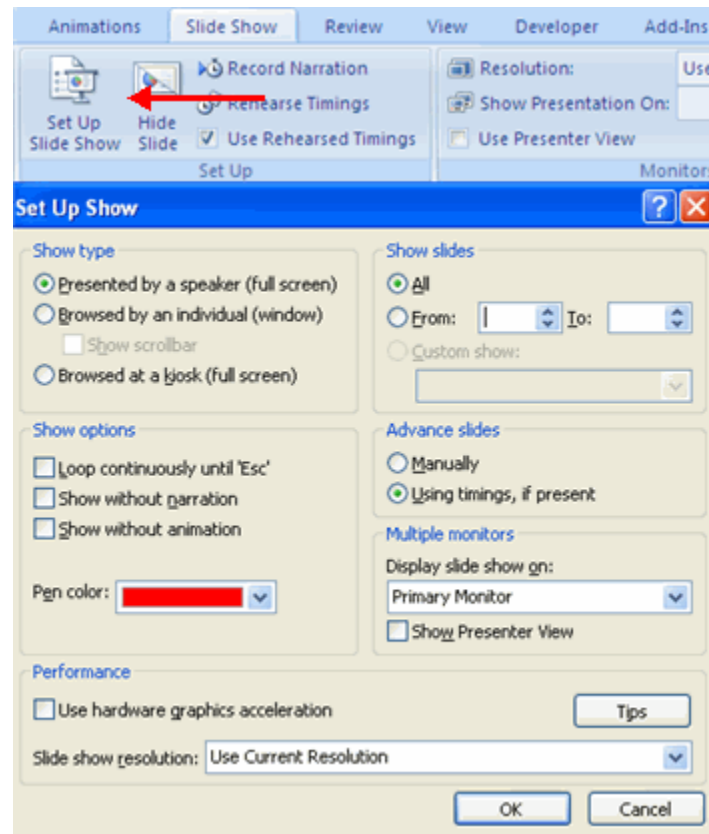 Animations Slide Show Review View Developer Add-Ins
Record Narration Resolution: Use
Rehearse Timings Show Presentation On:
Set Up Hide
Slide Show Slide Use Rehearsed Timings Use Presenter View
Set Up Monitors
Set Up Show ?
Show type Show slides
Presented by a speaker (full screen) All
Browsed by an individual (window) From: To:
Show scrollbar Custom show:
Browsed at a kiosk (full screen)
Show options Advance slides
Loop continuously until 'Esc' Manually
Show without narration Using timings, if present
Show without animation Multiple monitors
Display slide show on:
Pen color: Primary Monitor
Show Presenter View
Performance
Use hardware graphics acceleration Tips
Slide show resolution: Use Current Resolution
OK Cancel